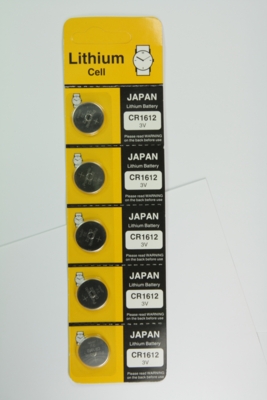 Lithium
Cell
JAPAN
Lithium Battery
CR1612
3V
Please read WARNING
on the back before use.
JAPAN
Lithium Battery
CR1612
3V
Please read WARNING
on the back before use.
JAPAN
Lithium Battery
CR1612
3V
Please read WARNING
on the back before use.
JAPAN
Lithium Battery
CR1612
3V
Please read WARNING
on the back before use.
JAPAN
Lithium Battery
CR1612
3V
Please read WARNING
on the back before use.